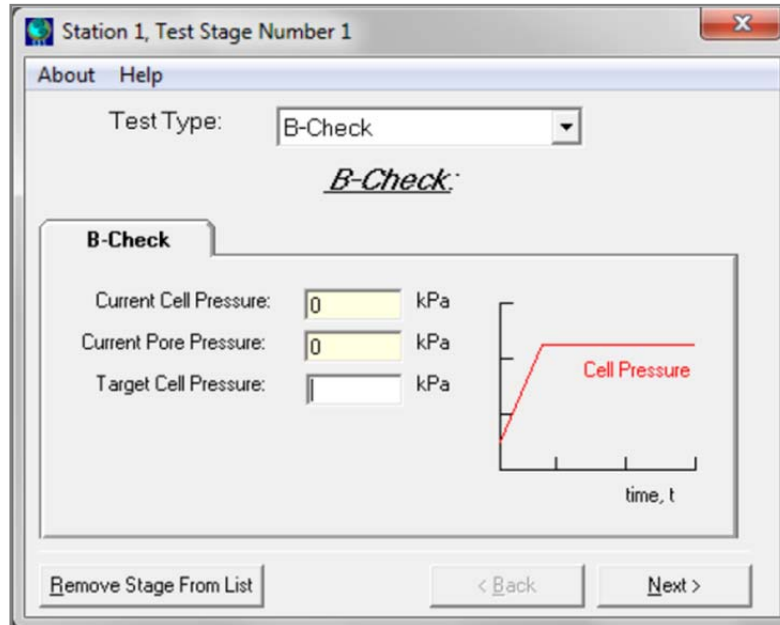 Station 1, Test Stage Number 1
About Help
Test Type: B-Check
B-Check:
B-Check
Current Cell Pressure: 0 kPa
Current Pore Pressure: 0 kPa
Target Cell Pressure: kPa
Cell Pressure
time, t
Remove Stage From List < Back Next >